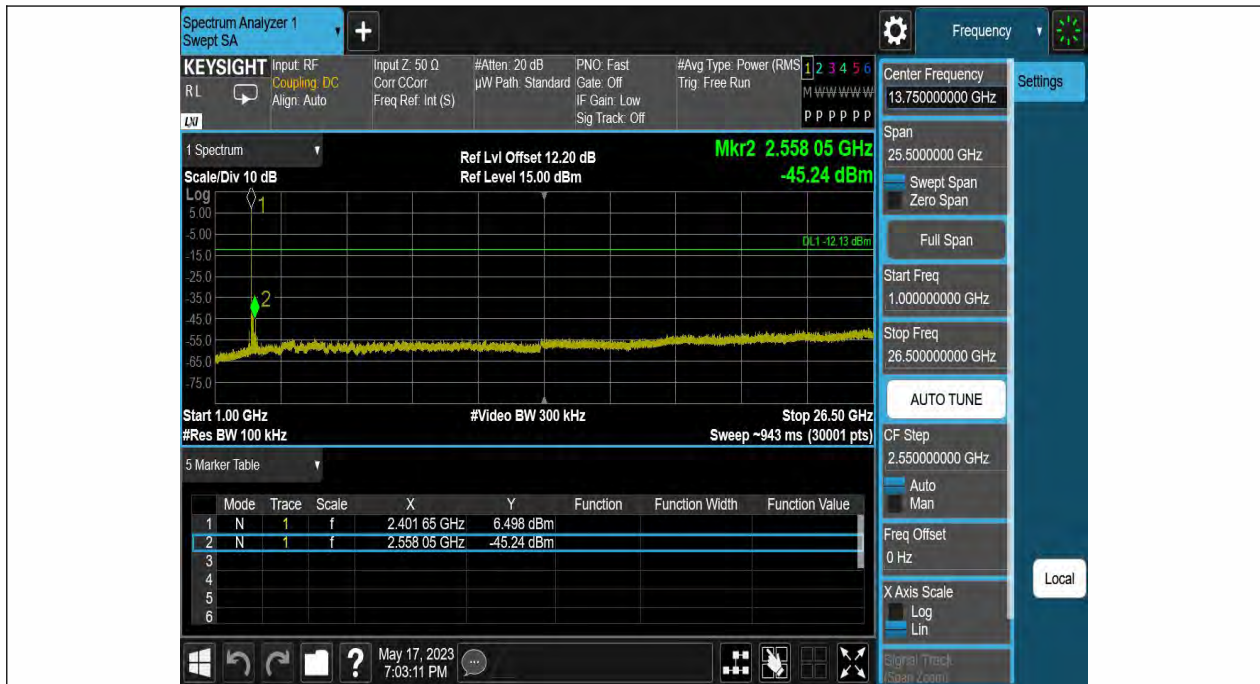 Spectrum Analyzer 1
Swept SA
+
Frequency
KEYSIGHT
RL
LXI
Input: RF
Coupling: DC
Align: Auto
Input Z: 50 Ω
Corr CCorr
Freq Ref: Int (S)
#Atten: 20 dB
µW Path: Standard
PNO: Fast
Gate: Off
IF Gain: Low
Sig Track: Off
#Avg Type: Power (RMS
Trig: Free Run
1 2 3 4 5 6
M W W W W W
P P P P P P
1 Spectrum
Scale/Div 10 dB
Ref Lvl Offset 12.20 dB
Ref Level 15.00 dBm
Mkr2 2.558 05 GHz
-45.24 dBm
Log
1
5.00
-5.00
DL1 -12.13 dBm
-15.0
-25.0
-35.0
2
-45.0
-55.0
-65.0
-75.0
Start 1.00 GHz
#Video BW 300 kHz
Stop 26.50 GHz
#Res BW 100 kHz
Sweep ~943 ms (30001 pts)
5 Marker Table
Mode Trace Scale X Y Function Function Width Function Value
1 N 1 f 2.401 65 GHz 6.498 dBm
2 N 1 f 2.558 05 GHz -45.24 dBm
3
4
5
6
?
May 17, 2023
7:03:11 PM
Center Frequency
13.750000000 GHz
Settings
Span
25.5000000 GHz
Swept Span
Zero Span
Full Span
Start Freq
1.000000000 GHz
Stop Freq
26.500000000 GHz
AUTO TUNE
CF Step
2.550000000 GHz
Auto
Man
Freq Offset
0 Hz
Local
X Axis Scale
Log
Lin
Signal Track
(Span Zoom)